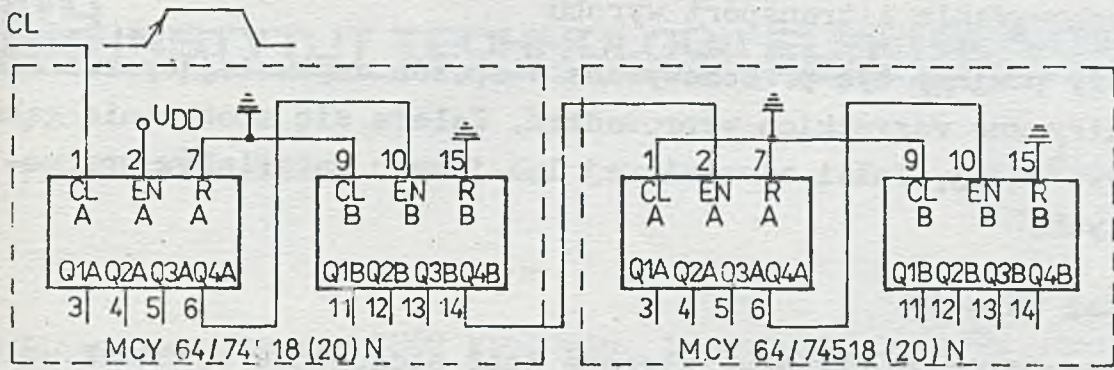 CL
UDD
1 2 7 9 10 15 1 2 7 9 10 15
CL EN R CL EN R CL EN R CL EN R
A A A B B B A A A B B B
Q1A Q2A Q3A Q4A Q1B Q2B Q3B Q4B Q1A Q2A Q3A Q4A Q1B Q2B Q3B Q4B
3 4 5 6 11 12 13 14 3 4 5 6 11 12 13 14
MCY 64/74518 (20) N MCY 64/74518 (20) N